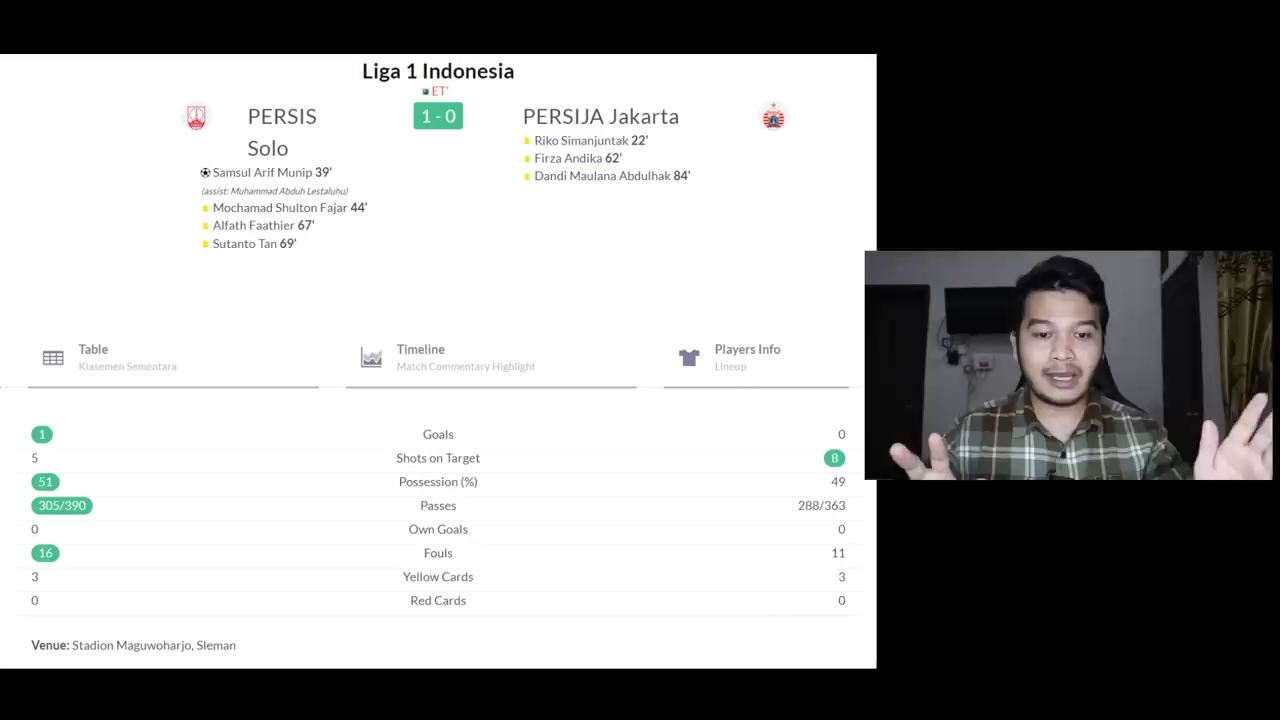 Liga 1 Indonesia
ET'
PERSIS
Solo
1 - 0
PERSIJA Jakarta
Samsul Arif Munip 39'
(assist: Muhammad Abduh Lestaluhu)
Mochamad Shulton Fajar 44'
Alfath Faathier 67'
Sutanto Tan 69'
Riko Simanjuntak 22'
Firza Andika 62'
Dandi Maulana Abdulhak 84'
Table
Klasemen Sementara
Timeline
Match Commentary Highlight
Players Info
Lineup
1 Goals 0
5 Shots on Target 8
51 Possession (%) 49
305/390 Passes 288/363
0 Own Goals 0
16 Fouls 11
3 Yellow Cards 3
0 Red Cards 0
Venue: Stadion Maguwoharjo, Sleman